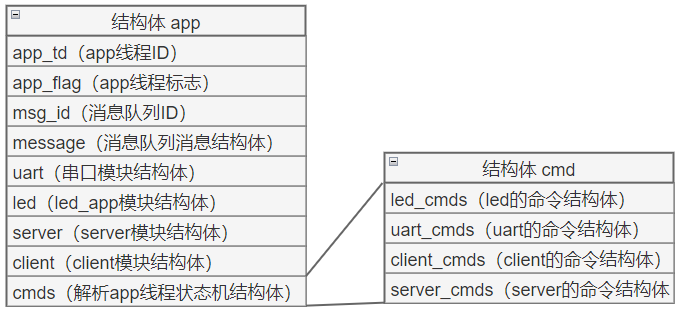 结构体 app
app_td（app线程ID）
app_flag（app线程标志）
msg_id（消息队列ID）
message（消息队列消息结构体）
uart（串口模块结构体）
led（led_app模块结构体）
server（server模块结构体）
client（client模块结构体）
cmds（解析app线程状态机结构体）
结构体 cmd
led_cmds（led的命令结构体）
uart_cmds（uart的命令结构体）
client_cmds（client的命令结构体）
server_cmds（server的命令结构体